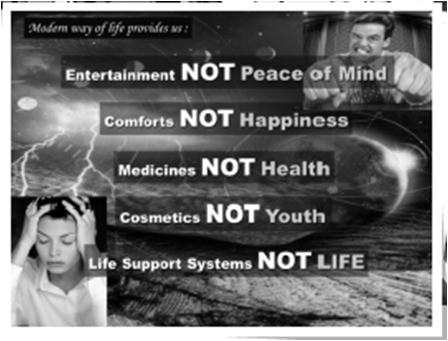 Modern way of life provides us :
Entertainment NOT Peace of Mind
Comforts NOT Happiness
Medicines NOT Health
Cosmetics NOT Youth
Life Support Systems NOT LIFE